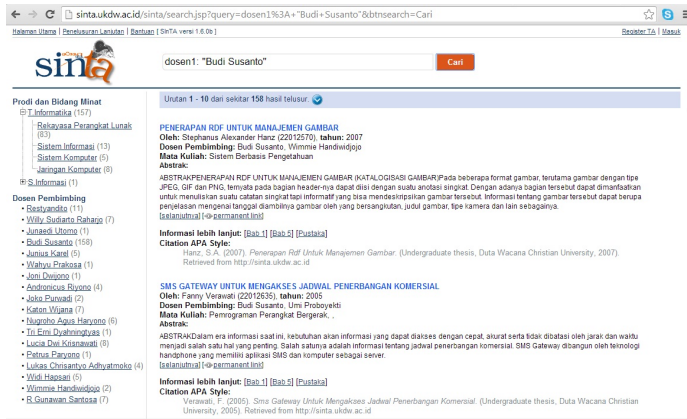 sinta.ukdw.ac.id/sinta/search.jsp?query=dosen1%3A+"Budi+Susanto"&btnsearch=Cari
Halaman Utama | Penelusuran Lanjutan | Bantuan [ SinTA versi 1.6.0b ]
Register TA | Masuk
sinta
dosen1: "Budi Susanto"
Cari
Prodi dan Bidang Minat
T.Informatika (157)
Rekayasa Perangkat Lunak
(83)
Sistem Informasi (13)
Sistem Komputer (5)
Jaringan Komputer (8)
S.Informasi (1)
Dosen Pembimbing
• Restyandito (11)
• Willy Sudiarto Raharjo (7)
• Junaedi Utomo (1)
• Budi Susanto (158)
• Junius Karel (5)
• Wahyu Prakosa (1)
• Joni Dwijono (1)
• Andronicus Riyono (4)
• Joko Purwadi (2)
• Katon Wijana (7)
• Nugroho Agus Haryono (6)
• Tri Erni Dyahningtyas (1)
• Lucia Dwi Krisnawati (8)
• Petrus Paryono (1)
• Lukas Chrisantyo Adhyatmoko (4)
• Widi Hapsari (5)
• Wimmie Handiwidjojo (2)
• R Gunawan Santosa (7)
Urutan 1 - 10 dari sekitar 158 hasil telusur.
PENERAPAN RDF UNTUK MANAJEMEN GAMBAR
Oleh: Stephanus Alexander Hanz (22012570), tahun: 2007
Dosen Pembimbing: Budi Susanto, Wimmie Handiwidjojo
Mata Kuliah: Sistem Berbasis Pengetahuan
Abstrak:
ABSTRAKPENERAPAN RDF UNTUK MANAJEMEN GAMBAR (KATALOGISASI GAMBAR)Pada beberapa format gambar, terutama gambar dengan tipe
JPEG, GIF dan PNG, ternyata pada bagian header-nya dapat diisi dengan suatu anotasi singkat. Dengan adanya bagian tersebut dapat dimanfaatkan
untuk menuliskan suatu catatan singkat tapi informatif yang bisa mendeskripsikan gambar tersebut. Informasi tentang gambar tersebut dapat berupa
penjelasan mengenai tanggal diambilnya gambar oleh yang bersangkutan, judul gambar, tipe kamera dan lain sebagainya.
[selanjutnya] [permanent link]
Informasi lebih lanjut: [Bab 1] [Bab 5] [Pustaka]
Citation APA Style:
Hanz, S.A. (2007). Penerapan Rdf Untuk Manajemen Gambar. (Undergraduate thesis, Duta Wacana Christian University, 2007).
Retrieved from http://sinta.ukdw.ac.id
SMS GATEWAY UNTUK MENGAKSES JADWAL PENERBANGAN KOMERSIAL
Oleh: Fanny Verawati (22012635), tahun: 2005
Dosen Pembimbing: Budi Susanto, Umi Proboyekti
Mata Kuliah: Pemrograman Perangkat Bergerak, ,
Abstrak:
ABSTRAKDalam era informasi saat ini, kebutuhan akan informasi yang dapat diakses dengan cepat, akurat serta tidak dibatasi oleh jarak dan waktu
menjadi salah satu hal yang penting. Salah satunya adalah informasi tentang jadwal penerbangan komersial. SMS Gateway dibangun oleh teknologi
handphone yang memiliki aplikasi SMS dan komputer sebagai server.
[selanjutnya] [permanent link]
Informasi lebih lanjut: [Bab 1] [Bab 5] [Pustaka]
Citation APA Style:
Verawati, F. (2005). Sms Gateway Untuk Mengakses Jadwal Penerbangan Komersial. (Undergraduate thesis, Duta Wacana Christian
University, 2005). Retrieved from http://sinta.ukdw.ac.id